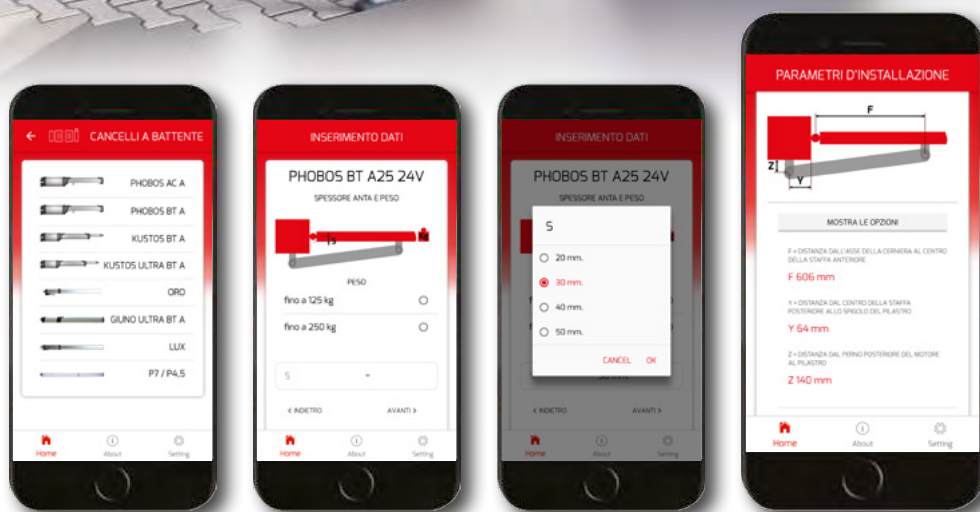 CANCELLI A BATTENTE
PHOBOS AC A
PHOBOS BT A
KUSTOS BT A
KUSTOS ULTRA BT A
ORO
GIUNO ULTRA BT A
LUX
P7 / P4,5
Home
About
Setting
INSERIMENTO DATI
PHOBOS BT A25 24V
SPESSORE ANTA E PESO
S
PESO
fino a 125 kg
fino a 250 kg
S
< INDIETRO AVANTI >
Home
About
Setting
INSERIMENTO DATI
PHOBOS BT A25 24V
SPESSORE ANTA E PESO
S
20 mm.
30 mm.
40 mm.
50 mm.
CANCEL OK
< INDIETRO AVANTI >
Home
About
Setting
PARAMETRI D'INSTALLAZIONE
F
Z
Y
MOSTRA LE OPZIONI
F = DISTANZA DALL'ASSE DELLA CERNIERA AL CENTRO
DELLA STAFFA ANTERIORE
F 606 mm
Y = DISTANZA DAL CENTRO DELLA STAFFA
POSTERIORE ALLO SPIGOLO DEL PILASTRO
Y 64 mm
Z = DISTANZA DAL PERNO POSTERIORE DEL MOTORE
AL PILASTRO
Z 140 mm
Home
About
Setting